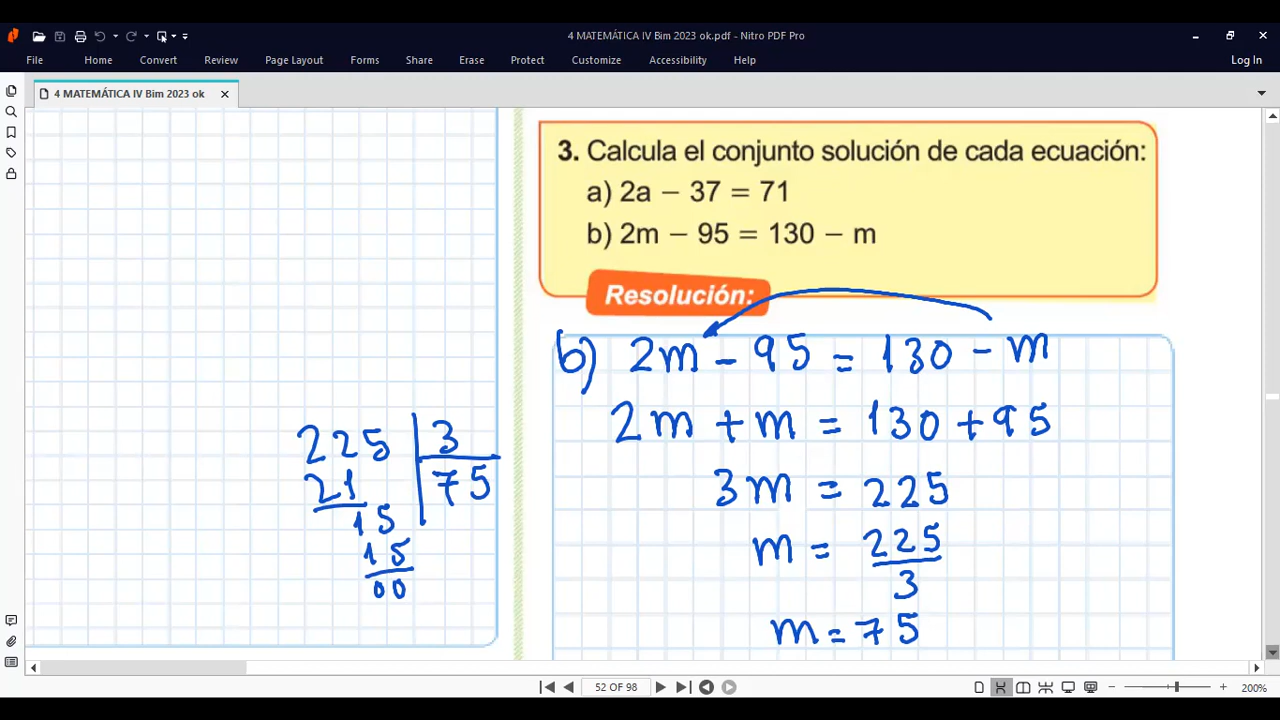 4 MATEMÁTICA IV Bim 2023 ok.pdf - Nitro PDF Pro
File Home Convert Review Page Layout Forms Share Erase Protect Customize Accessibility Help Log In
4 MATEMÁTICA IV Bim 2023 ok
3. Calcula el conjunto solución de cada ecuación:
a) 2a − 37 = 71
b) 2m − 95 = 130 − m
Resolución:
b) 2m - 95 = 130 - m
2m + m = 130 + 95
3m = 225
m = 225
3
m = 75
225 3
21 75
15
15
00
52 OF 98
200%